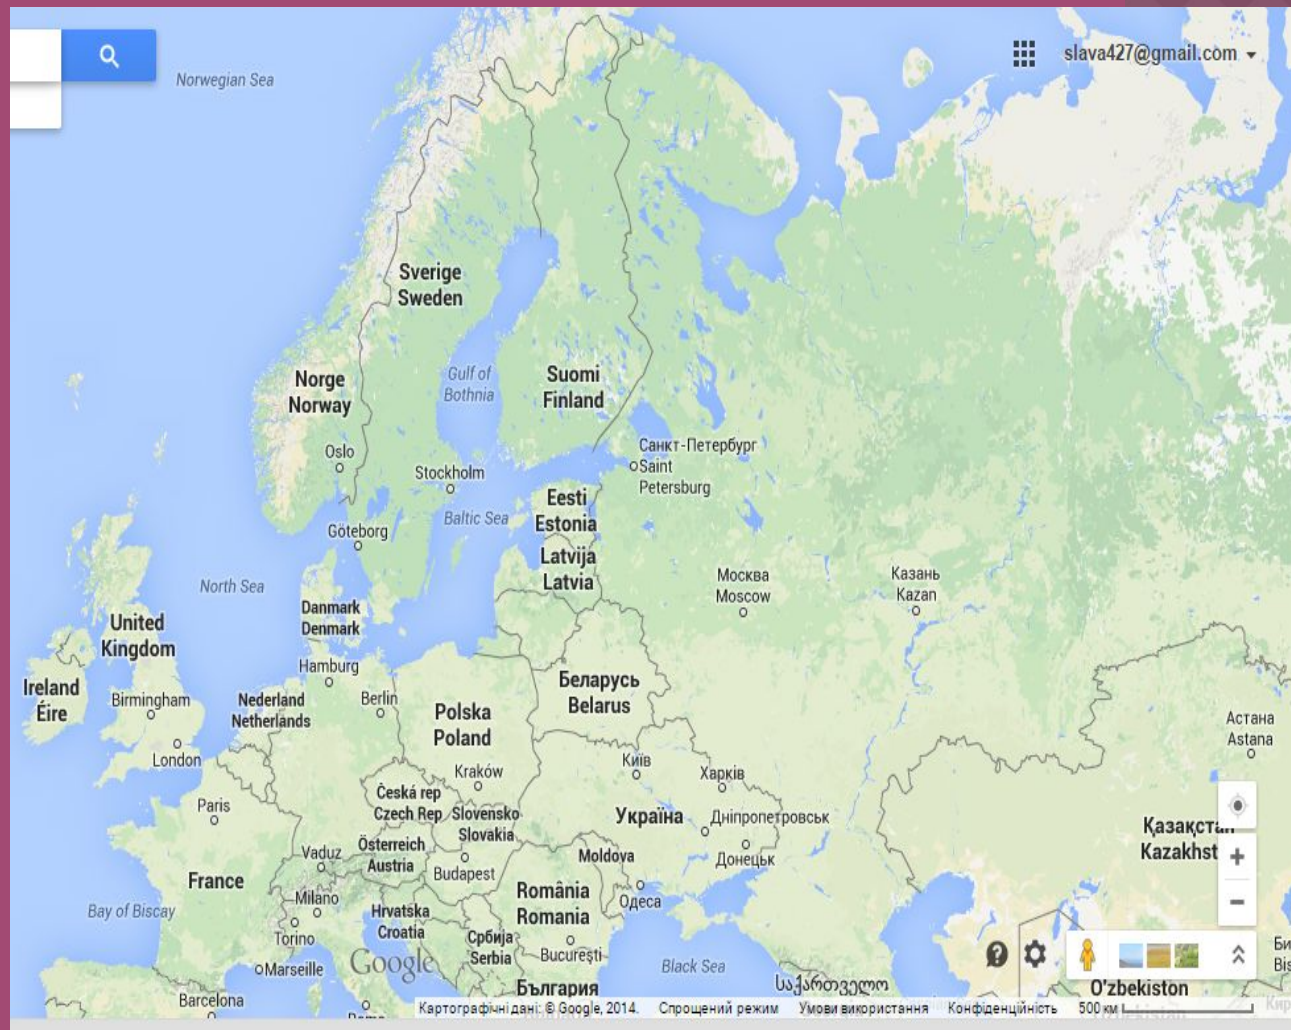 slava427@gmail.com
Norwegian Sea
Sverige
Sweden
Norge
Norway
Gulf of
Bothnia
Suomi
Finland
Oslo
Stockholm
Санкт-Петербург
Saint
Petersburg
Eesti
Estonia
Baltic Sea
Göteborg
Latvija
Latvia
North Sea
Москва
Moscow
Казань
Kazan
Danmark
Denmark
United
Kingdom
Hamburg
Ireland
Éire
Birmingham
Nederland
Netherlands
Berlin
Polska
Poland
Беларусь
Belarus
Астана
Astana
London
Kraków
Київ
Харків
Paris
Česká rep
Czech Rep
Slovensko
Slovakia
Україна
Дніпропетровськ
Донецьк
Қазақстан
Kazakhst
Vaduz
Österreich
Austria
Budapest
Moldova
France
România
Romania
Одеса
Milano
Bay of Biscay
Hrvatska
Croatia
Torino
Србија
Serbia
București
Marseille
Google
Black Sea
България
საქართველო
O'zbekiston
Barcelona
Картографічні дані: © Google, 2014.
Спрощений режим
Умови використання
Конфіденційність
500 км